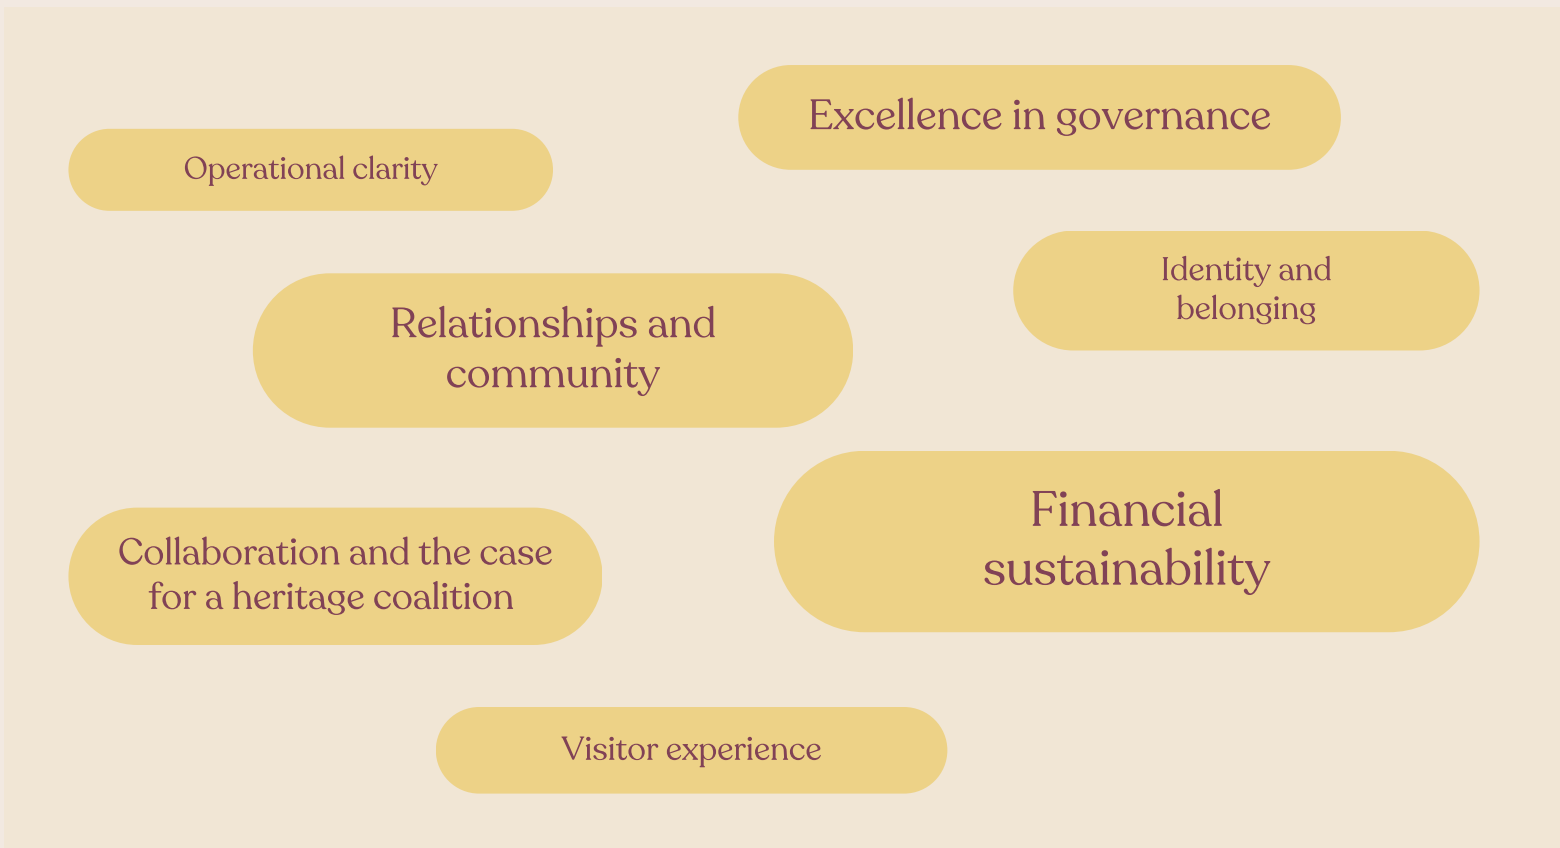 Excellence in governance
Operational clarity
Identity and
belonging
Relationships and
community
Financial
sustainability
Collaboration and the case
for a heritage coalition
Visitor experience